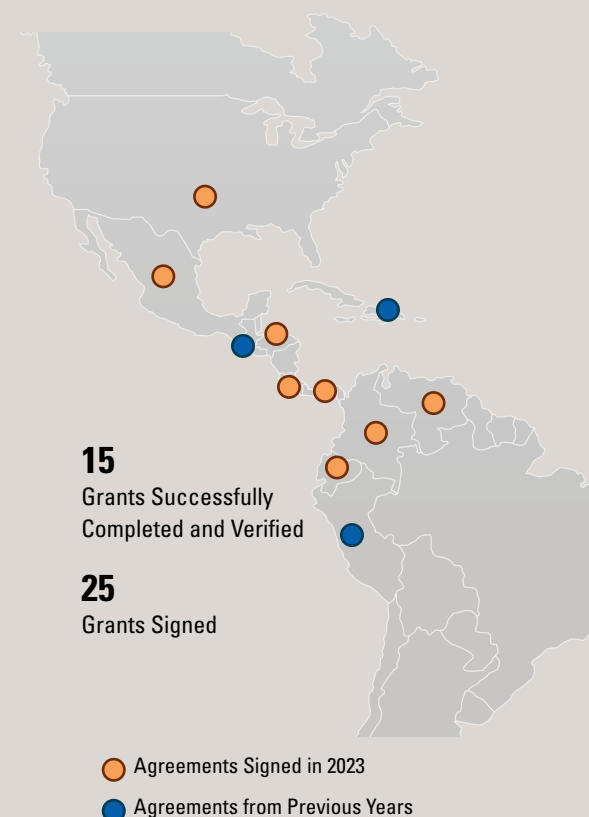 15
Grants Successfully
Completed and Verified
25
Grants Signed
Agreements Signed in 2023
Agreements from Previous Years